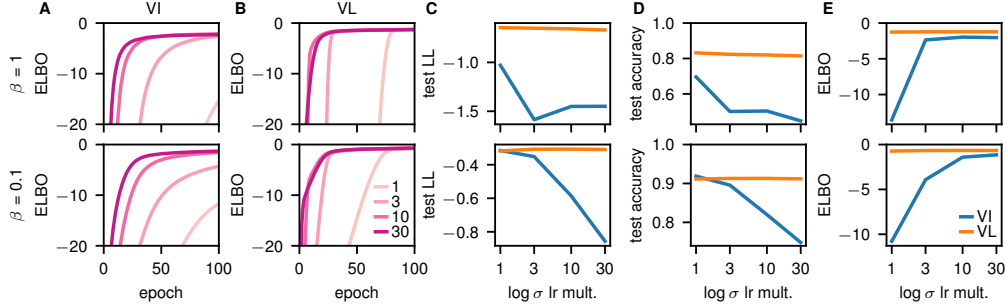 A VI B VL C D E
β = 1
ELBO
0
−10
−20
ELBO
0
−10
−20
test LL
−1.0
−1.5
test accuracy
1.0
0.8
0.6
ELBO
0
−5
−10
β = 0.1
ELBO
0
−10
−20
0 50 100
epoch
ELBO
0
−10
−20
0 50 100
epoch
1
3
10
30
test LL
−0.4
−0.6
−0.8
1 3 10 30
log σ lr mult.
test accuracy
1.0
0.9
0.8
1 3 10 30
log σ lr mult.
ELBO
0
−5
−10
1 3 10 30
log σ lr mult.
VI
VL